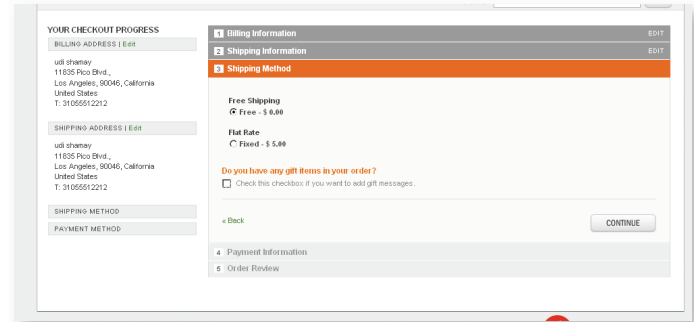 YOUR CHECKOUT PROGRESS
BILLING ADDRESS | Edit
udi shamay
11835 Pico Blvd.,
Los Angeles, 90046, California
United States
T: 31055512212
SHIPPING ADDRESS | Edit
udi shamay
11835 Pico Blvd.,
Los Angeles, 90046, California
United States
T: 31055512212
SHIPPING METHOD
PAYMENT METHOD
1 Billing Information EDIT
2 Shipping Information EDIT
3 Shipping Method
Free Shipping
Free - $ 0.00
Flat Rate
Fixed - $ 5.00
Do you have any gift items in your order?
Check this checkbox if you want to add gift messages.
« Back
CONTINUE
4 Payment Information
5 Order Review